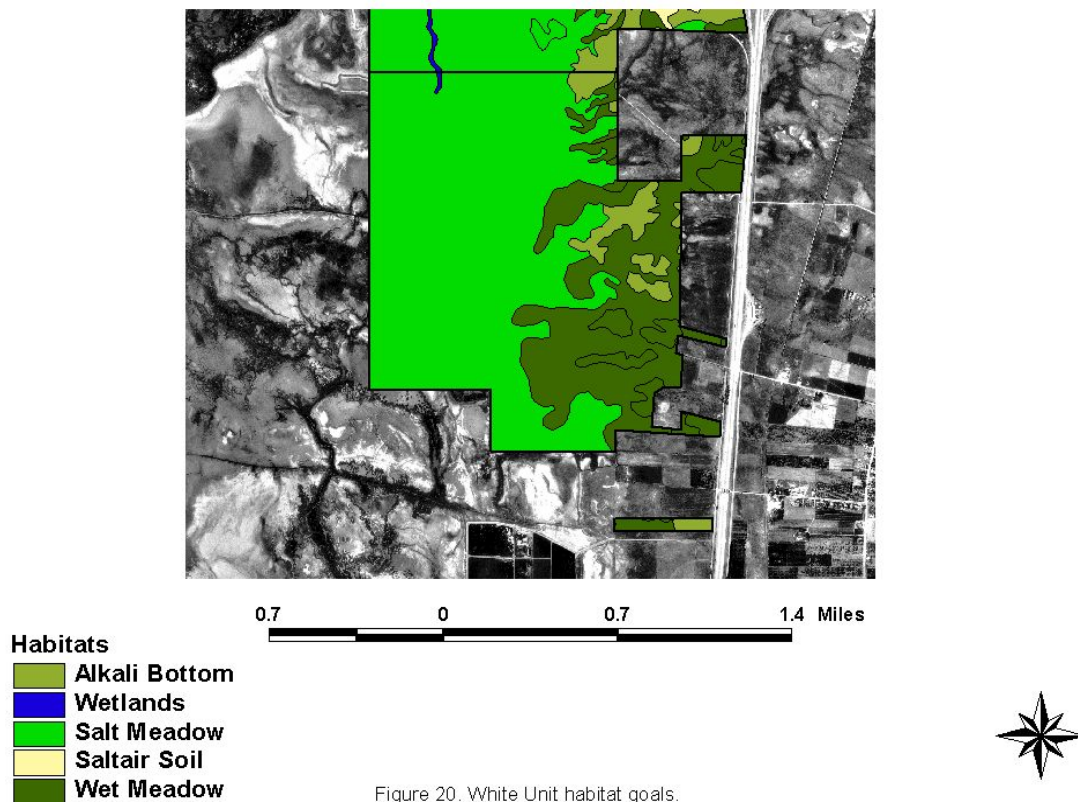 0.7 0 0.7 1.4 Miles
Habitats
Alkali Bottom
Wetlands
Salt Meadow
Saltair Soil
Wet Meadow
Figure 20. White Unit habitat goals.